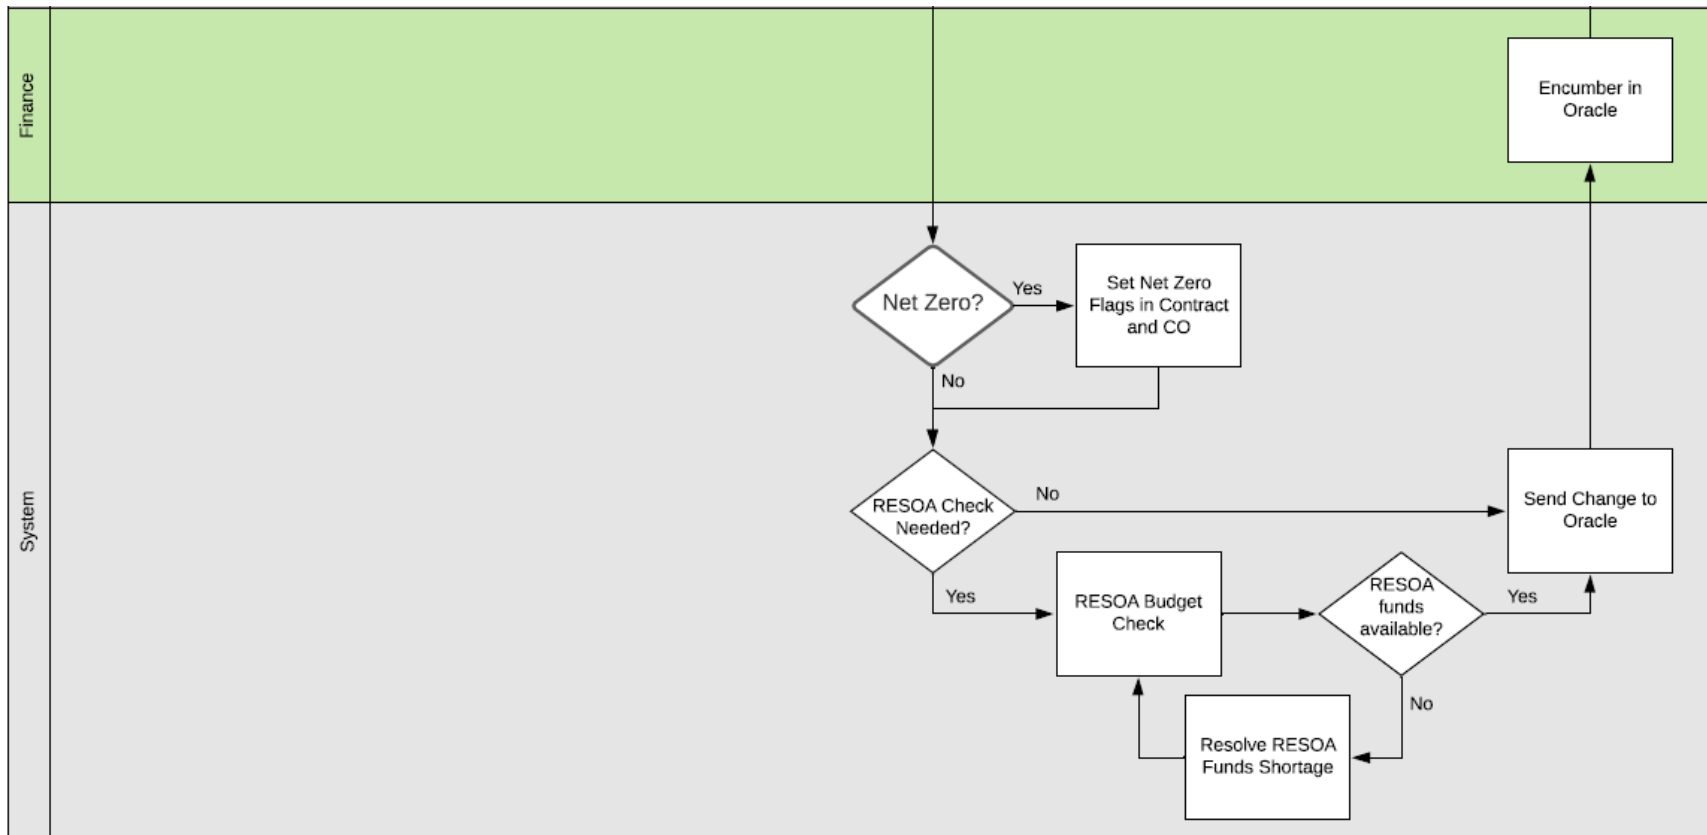 Finance
Encumber in
Oracle
System
Net Zero?
Yes
Set Net Zero
Flags in Contract
and CO
No
RESOA Check
Needed?
No
Send Change to
Oracle
Yes
RESOA Budget
Check
RESOA
funds
available?
Yes
No
Resolve RESOA
Funds Shortage